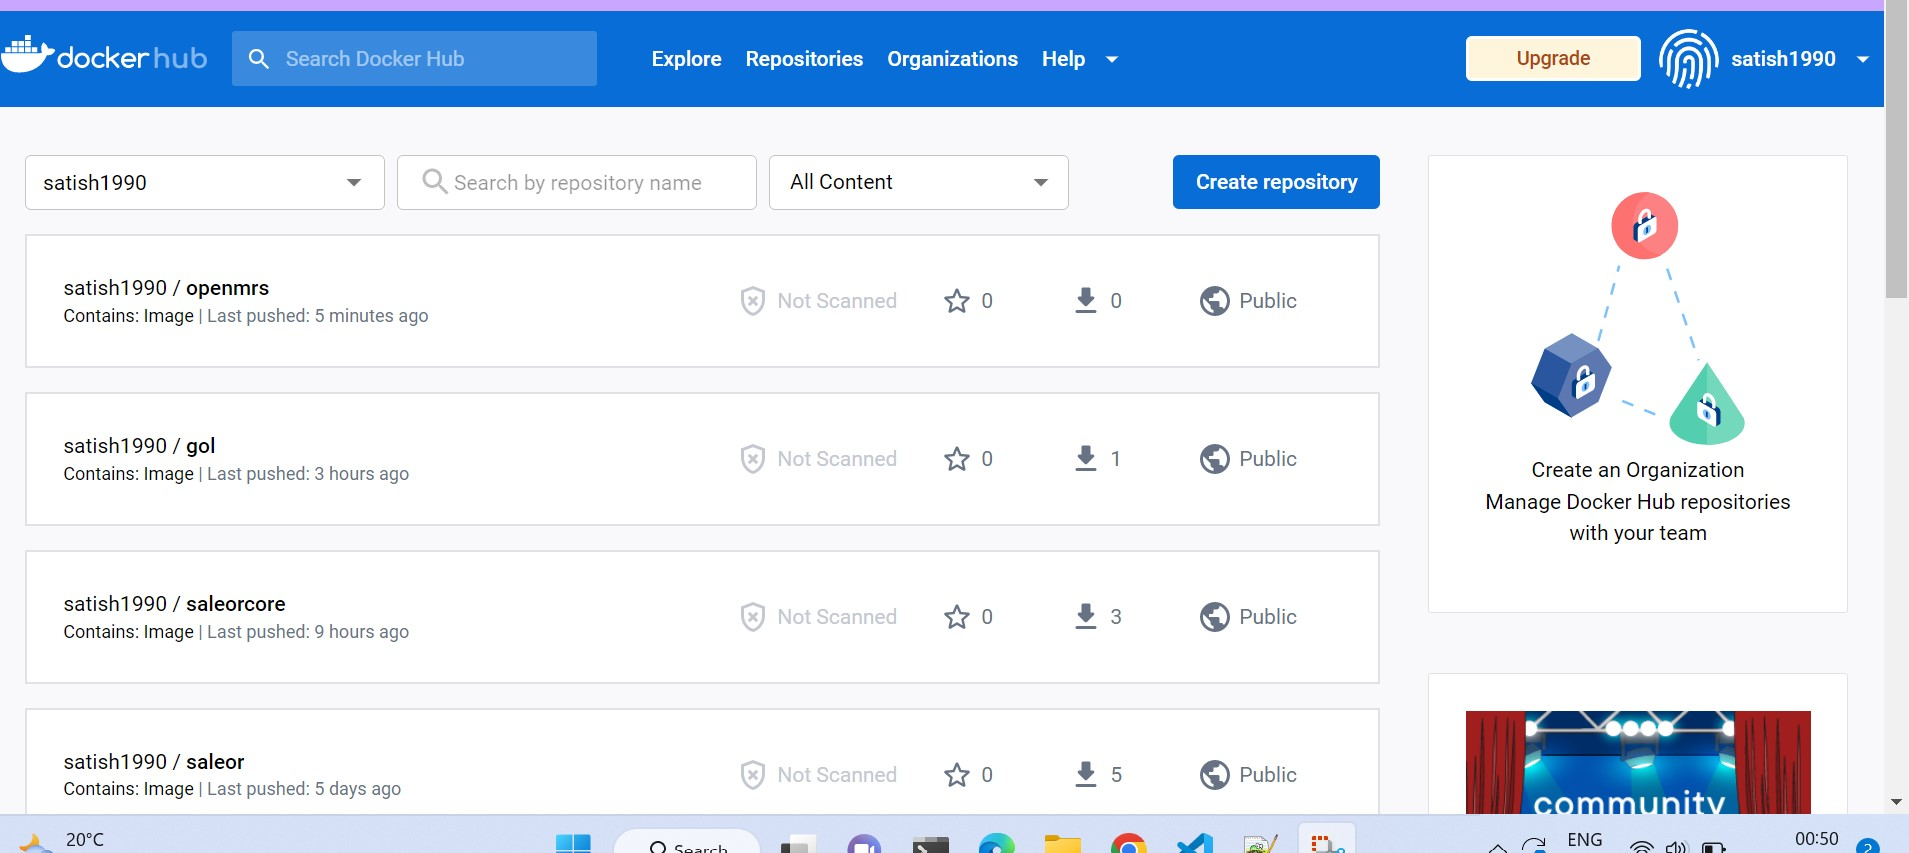 docker hub
Search Docker Hub
Explore Repositories Organizations Help
Upgrade
satish1990
satish1990
Search by repository name
All Content
Create repository
satish1990 / openmrs
Contains: Image | Last pushed: 5 minutes ago
Not Scanned 0 0 Public
satish1990 / gol
Contains: Image | Last pushed: 3 hours ago
Not Scanned 0 1 Public
satish1990 / saleorcore
Contains: Image | Last pushed: 9 hours ago
Not Scanned 0 3 Public
satish1990 / saleor
Contains: Image | Last pushed: 5 days ago
Not Scanned 0 5 Public
Create an Organization
Manage Docker Hub repositories
with your team
community
20°C
Search
ENG
00:50
2